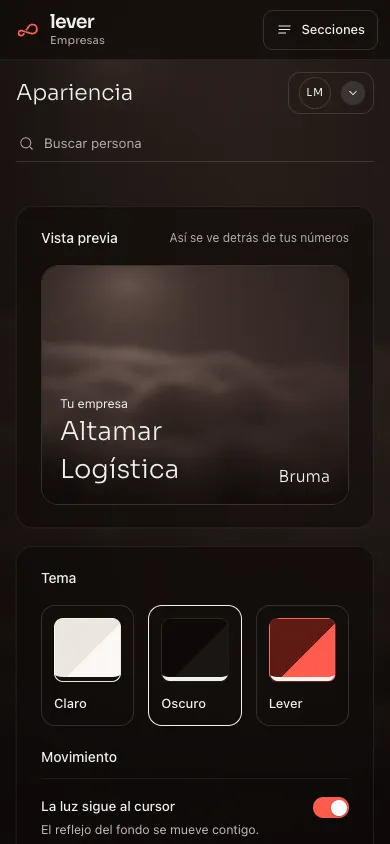 lever
Empresas
Secciones
Apariencia
LM
Buscar persona
Vista previa
Así se ve detrás de tus números
Tu empresa
Altamar
Logística
Bruma
Tema
Claro
Oscuro
Lever
Movimiento
La luz sigue al cursor
El reflejo del fondo se mueve contigo.